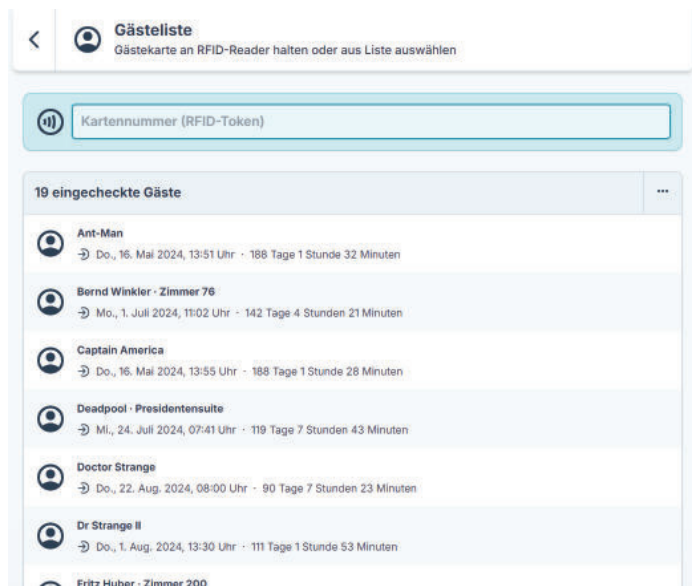 Gästeliste
Gästekarte an RFID-Reader halten oder aus Liste auswählen
Kartennummer (RFID-Token)
19 eingecheckte Gäste
Ant-Man
Do., 16. Mai 2024, 13:51 Uhr · 188 Tage 1 Stunde 32 Minuten
Bernd Winkler · Zimmer 76
Mo., 1. Juli 2024, 11:02 Uhr · 142 Tage 4 Stunden 21 Minuten
Captain America
Do., 16. Mai 2024, 13:55 Uhr · 188 Tage 1 Stunde 28 Minuten
Deadpool · Presidentensuite
Mi., 24. Juli 2024, 07:41 Uhr · 119 Tage 7 Stunden 43 Minuten
Doctor Strange
Do., 22. Aug. 2024, 08:00 Uhr · 90 Tage 7 Stunden 23 Minuten
Dr Strange II
Do., 1. Aug. 2024, 13:30 Uhr · 111 Tage 1 Stunde 53 Minuten
Fritz Huber · Zimmer 200